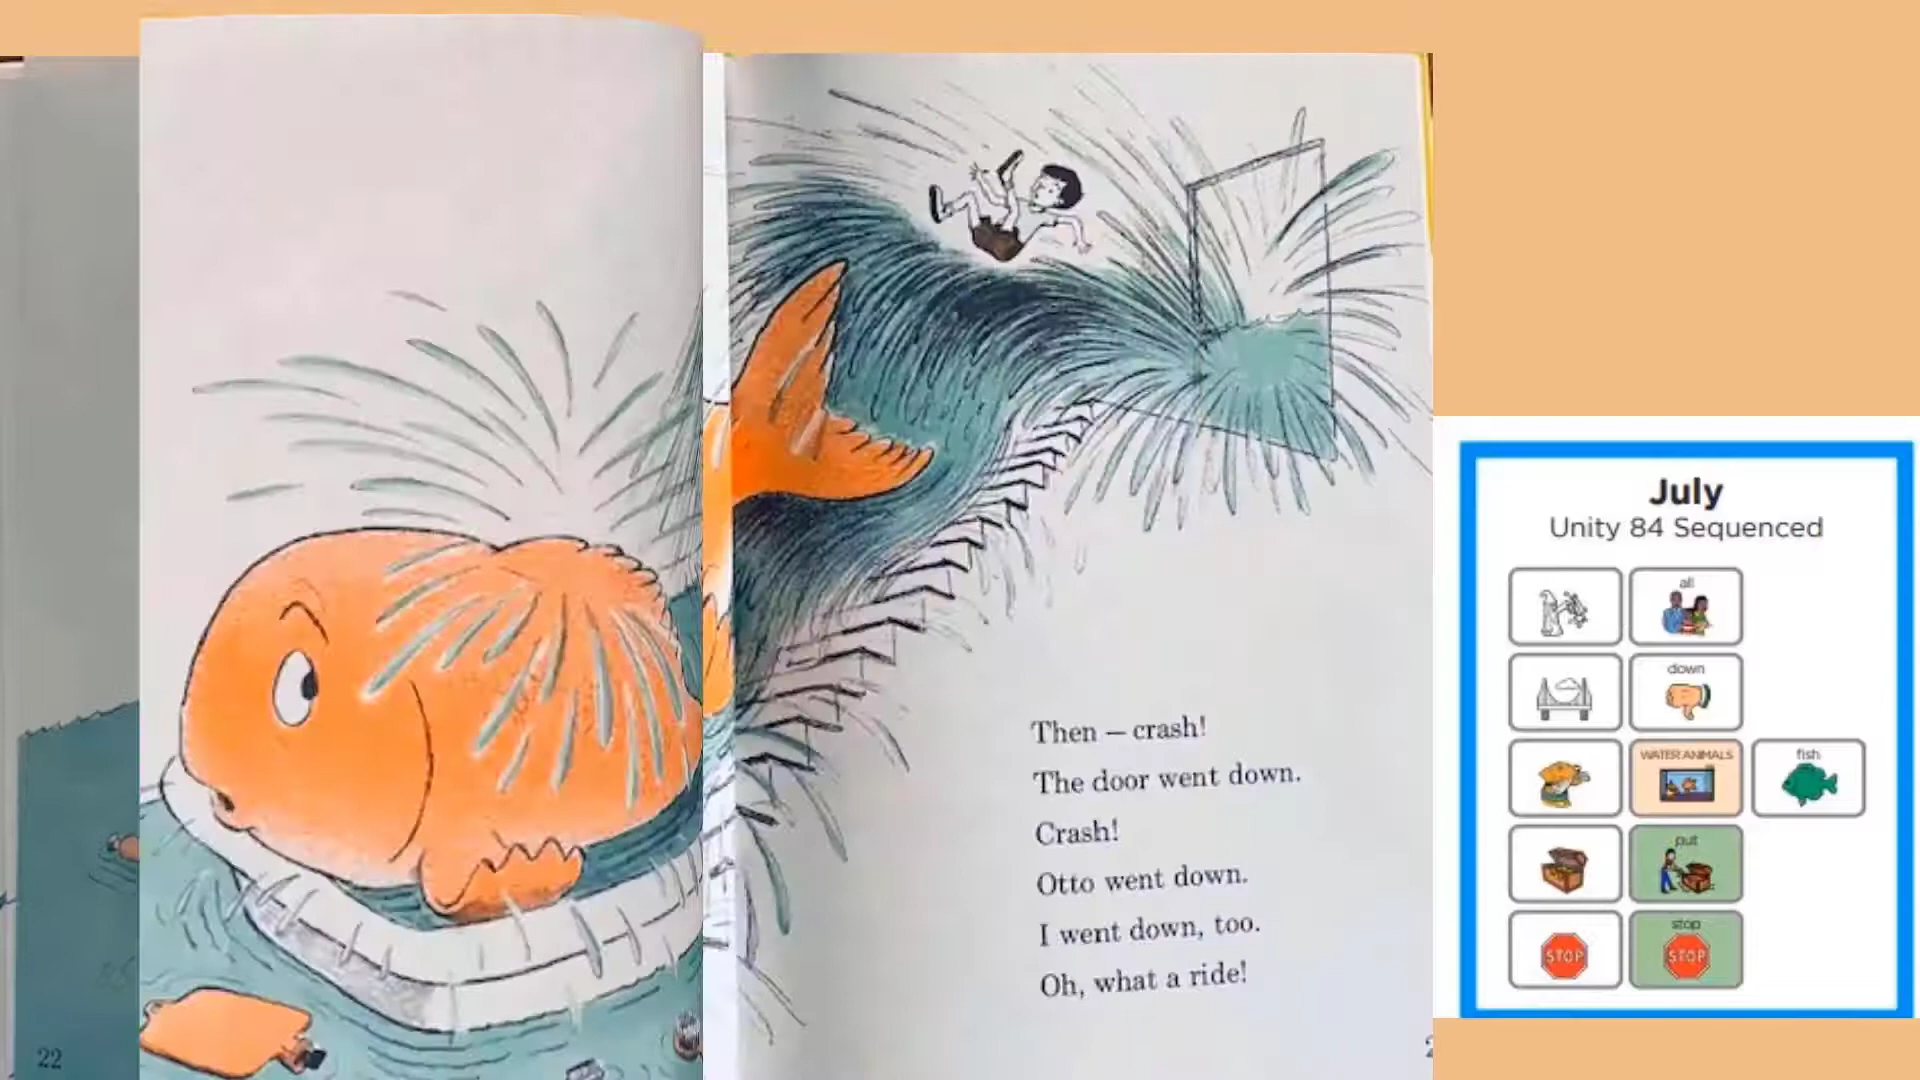 Then – crash!
The door went down.
Crash!
Otto went down.
I went down, too.
Oh, what a ride!
22
July
Unity 84 Sequenced
all
down
WATER ANIMALS
fish
put
STOP
stop
STOP